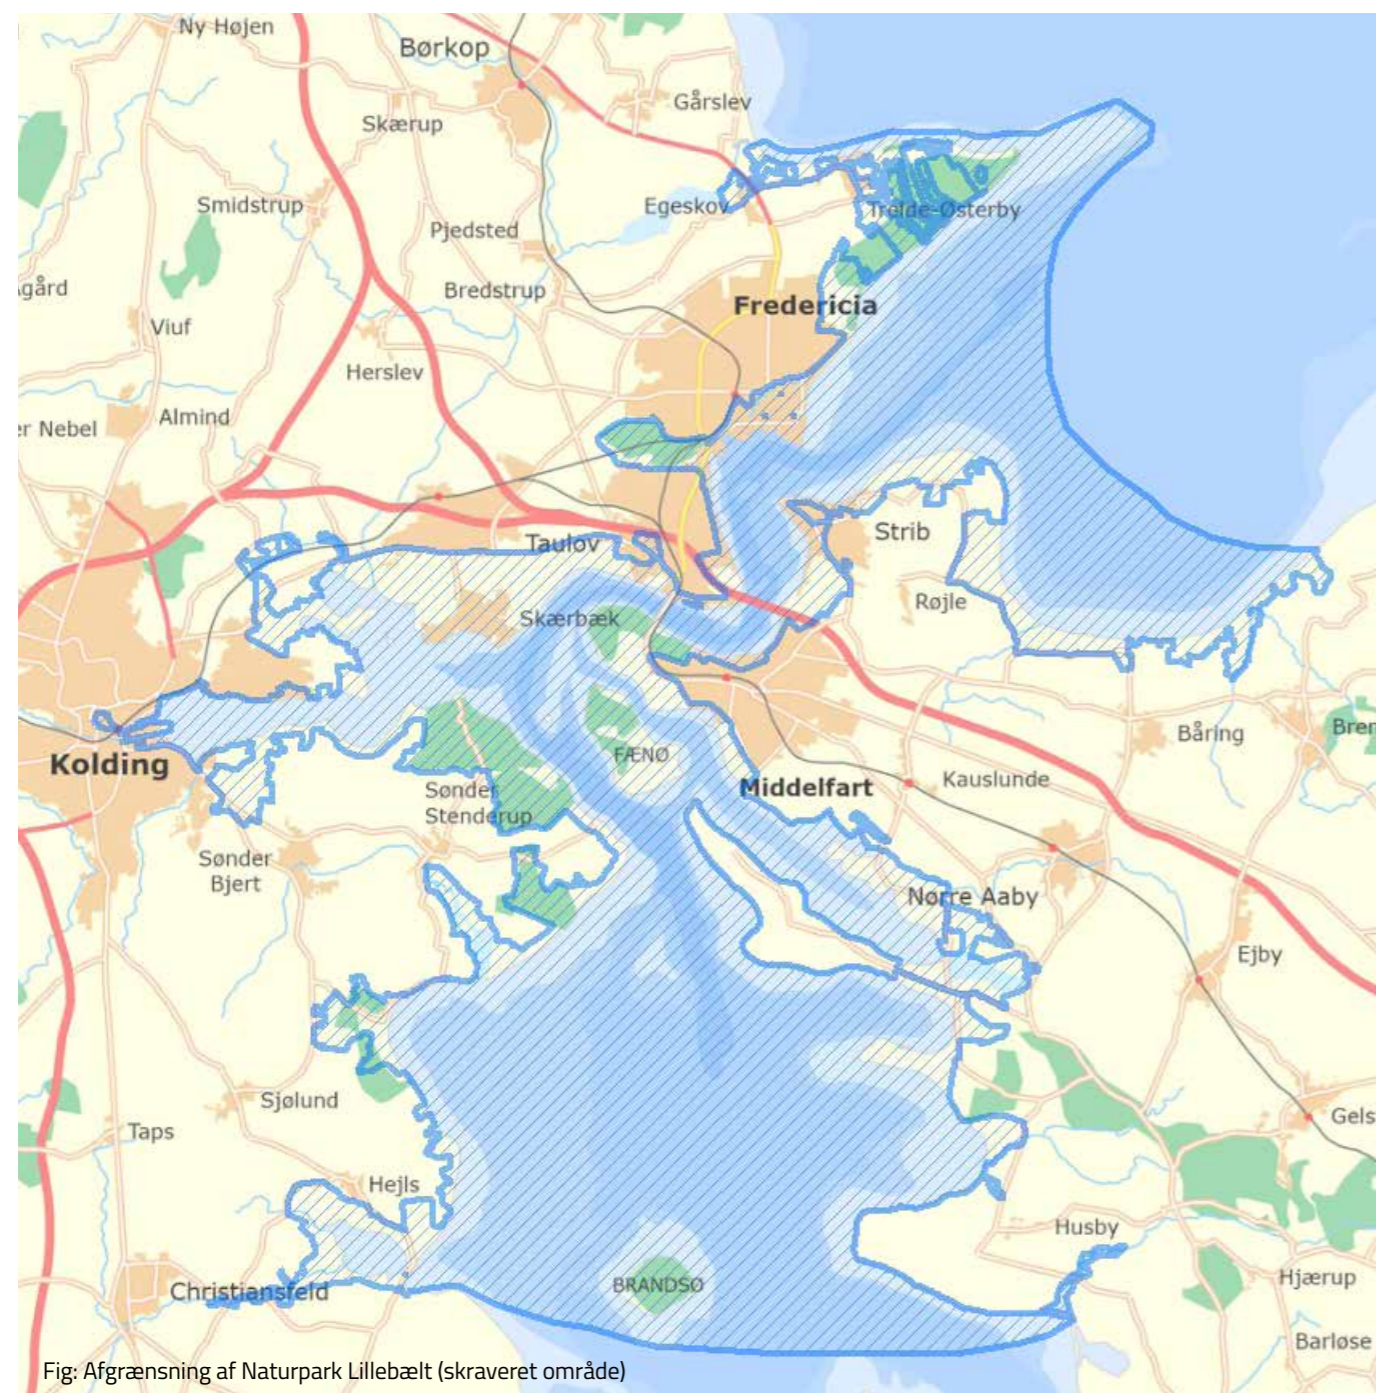 Ny Højen
Børkop
Gårslev
Skærup
Smidstrup
Egeskov
Trelde-Østerby
Pjedsted
gård
Bredstrup
Fredericia
Viuf
Herslev
Almind
r Nebel
Strib
Taulov
Røjle
Skærbæk
Båring
Bren
FÆNØ
Kolding
Kauslunde
Middelfart
Sønder
Stenderup
Sønder
Bjert
Nørre Aaby
Ejby
Sjølund
Gels
Taps
Hejls
Husby
Hjærup
BRANDSØ
Christiansfeld
Barløse
Fig: Afgrænsning af Naturpark Lillebælt (skraveret område)